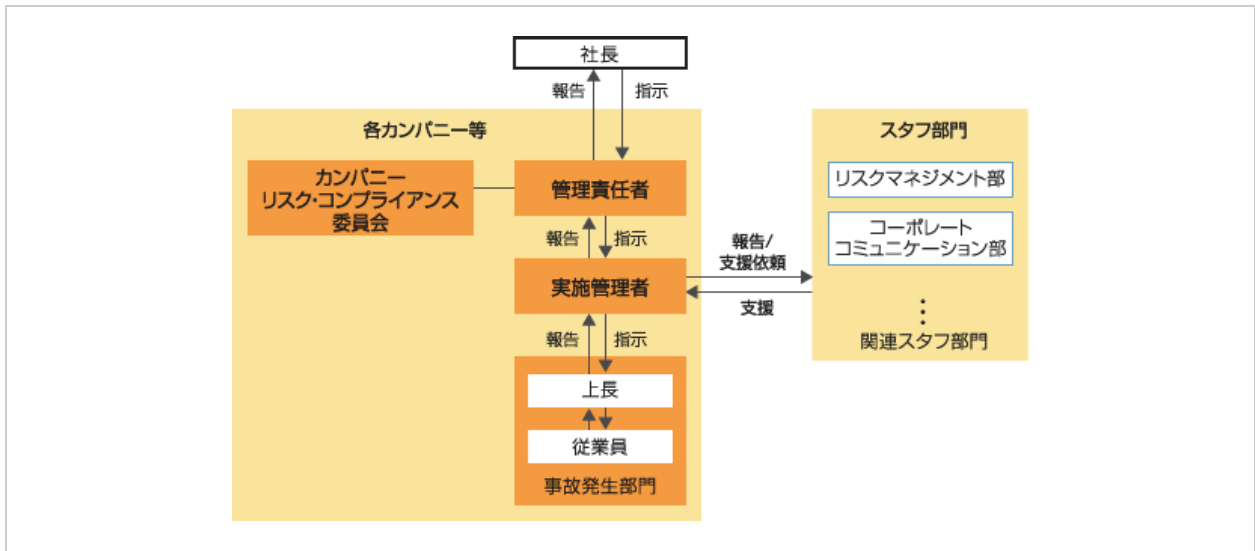 社長
報告
指示
各カンパニー等
カンパニー
リスク・コンプライアンス
委員会
管理責任者
報告
指示
実施管理者
報告
指示
上長
従業員
事故発生部門
報告/
支援依頼
支援
スタフ部門
リスクマネジメント部
コーポレート
コミュニケーション部
⋮
関連スタフ部門